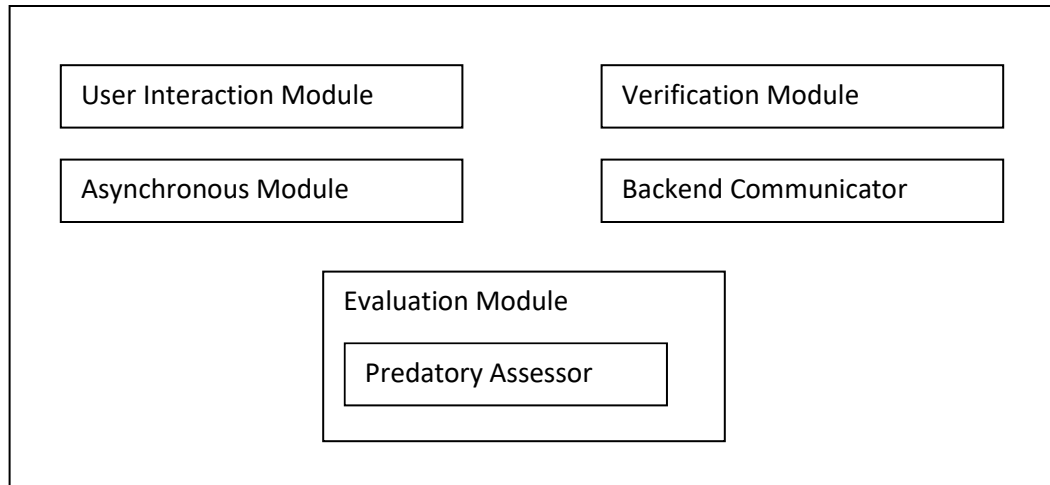 User Interaction Module
Verification Module
Asynchronous Module
Backend Communicator
Evaluation Module
Predatory Assessor